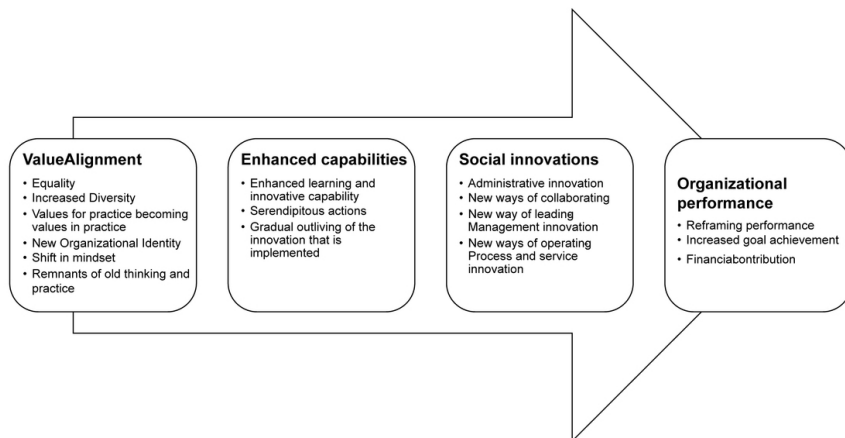 ValueAlignment
• Equality
• Increased Diversity
• Values for practice becoming
values in practice
• New Organizational Identity
• Shift in mindset
• Remnants of old thinking and
practice
Enhanced capabilities
• Enhanced learning and
innovative capability
• Serendipitous actions
• Gradual outliving of the
innovation that is
implemented
Social innovations
• Administrative innovation
• New ways of collaborating
• New way of leading
Management innovation
• New ways of operating
Process and service
innovation
Organizational
performance
• Reframing performance
• Increased goal achievement
• Financiabontribution